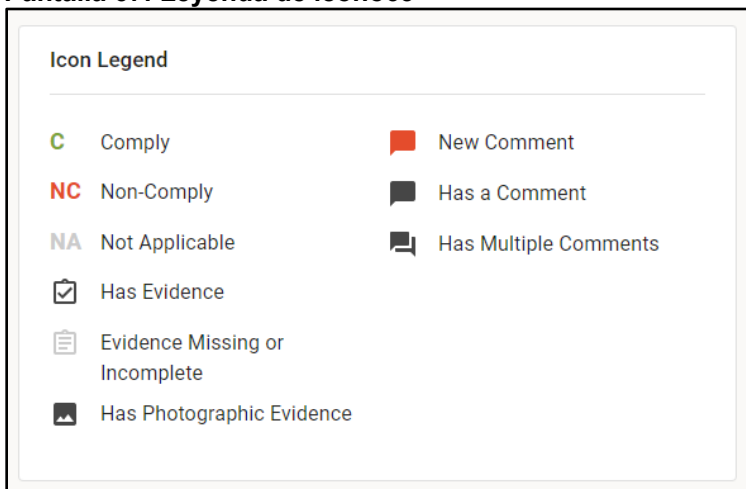 Icon Legend
C Comply
NC Non-Comply
NA Not Applicable
Has Evidence
Evidence Missing or
Incomplete
Has Photographic Evidence
New Comment
Has a Comment
Has Multiple Comments